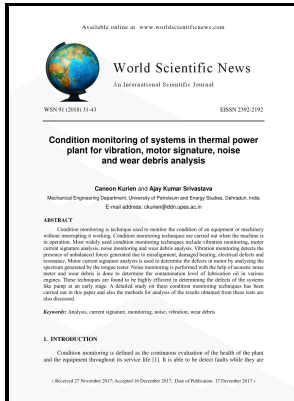 Available online at www.worldscientificnews.com
World Scientific News
An International Scientific Journal
WSN 91 (2018) 31-43
EISSN 2392-2192
Condition monitoring of systems in thermal power
plant for vibration, motor signature, noise
and wear debris analysis
Caneon Kurien and Ajay Kumar Srivastava
Mechanical Engineering Department, University of Petroleum and Energy Studies, Dehradun, India
E-mail address: ckurien@ddn.upes.ac.in
ABSTRACT
Condition monitoring is technique used to monitor the condition of an equipment or machinery
without interrupting it working. Condition monitoring techniques are carried out when the machine is
in operation. Most widely used condition monitoring techniques include vibration monitoring, motor
current signature analysis, noise monitoring and wear debris analysis. Vibration monitoring detects the
presence of unbalanced forces generated due to misalignment, damaged bearing, electrical defects and
resonance. Motor current signature analysis is used to determine the defects in motor by analyzing the
spectrum generated by the tongue tester. Noise monitoring is performed with the help of acoustic noise
meter and wear debris is done to determine the contamination level of lubrication oil in various
engines. These techniques are found to be highly efficient in determining the defects of the systems
like pump at an early stage. A detailed study on these condition monitoring techniques has been
carried out in this paper and also the methods for analysis of the results obtained from these tests are
also discussed.
Keywords: Analysis, current signature, monitoring, noise, vibration, wear debris
1. INTRODUCTION
Condition monitoring is defined as the continuous evaluation of the health of the plant
and the equipment throughout its service life [1]. It is able to detect faults while they are
( Received 27 November 2017; Accepted 16 December 2017; Date of Publication 17 December 2017 )